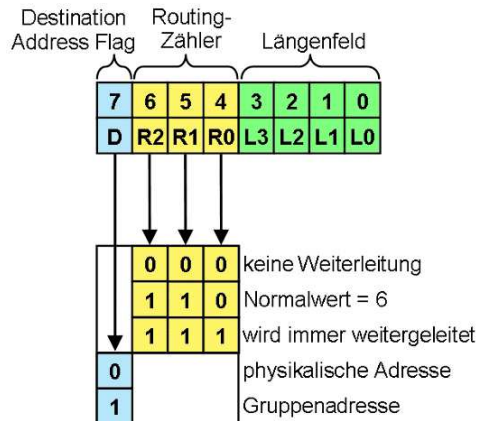 Destination Address Flag
Routing-Zähler
Längenfeld
7 6 5 4 3 2 1 0
D R2 R1 R0 L3 L2 L1 L0
0 0 0 keine Weiterleitung
1 1 0 Normalwert = 6
1 1 1 wird immer weitergeleitet
0 physikalische Adresse
1 Gruppenadresse